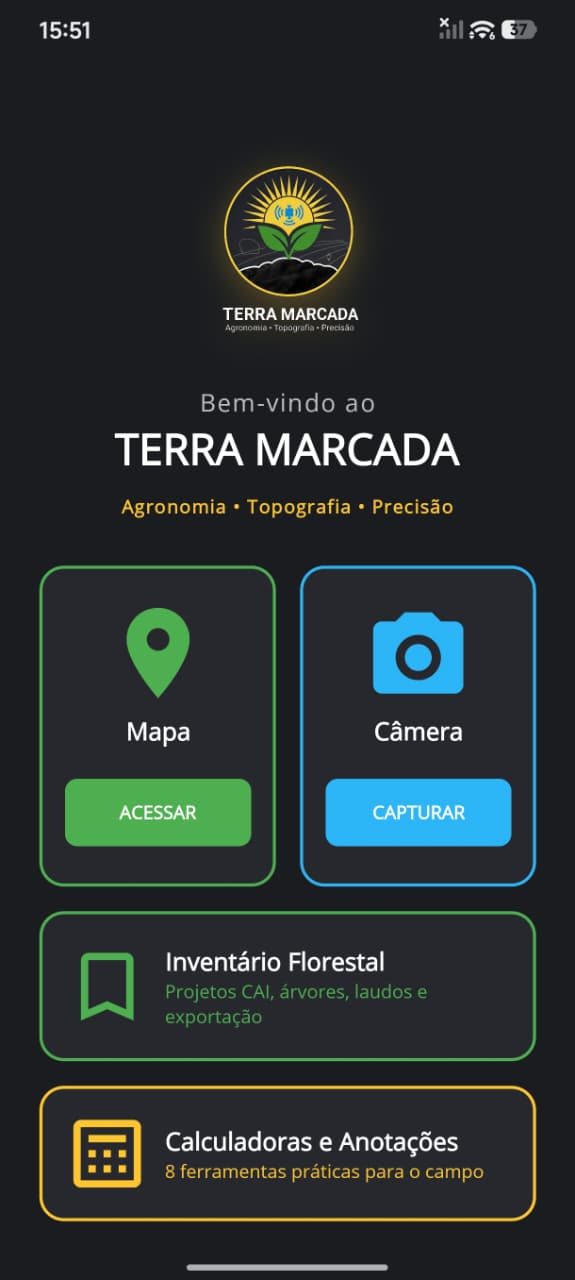 15:51
37
TERRA MARCADA
Agronomia • Topografia • Precisão
Bem-vindo ao
TERRA MARCADA
Agronomia • Topografia • Precisão
Mapa
Câmera
ACESSAR
CAPTURAR
Inventário Florestal
Projetos CAI, árvores, laudos e
exportação
Calculadoras e Anotações
8 ferramentas práticas para o campo